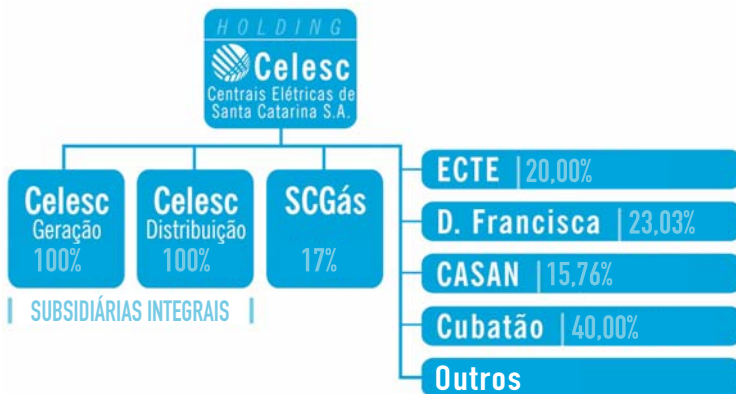 HOLDING
Celesc
Centrais Elétricas de
Santa Catarina S.A.
Celesc
Geração
100%
Celesc
Distribuição
100%
SCGás
17%
SUBSIDIÁRIAS INTEGRAIS
ECTE | 20,00%
D. Francisca | 23,03%
CASAN | 15,76%
Cubatão | 40,00%
Outros